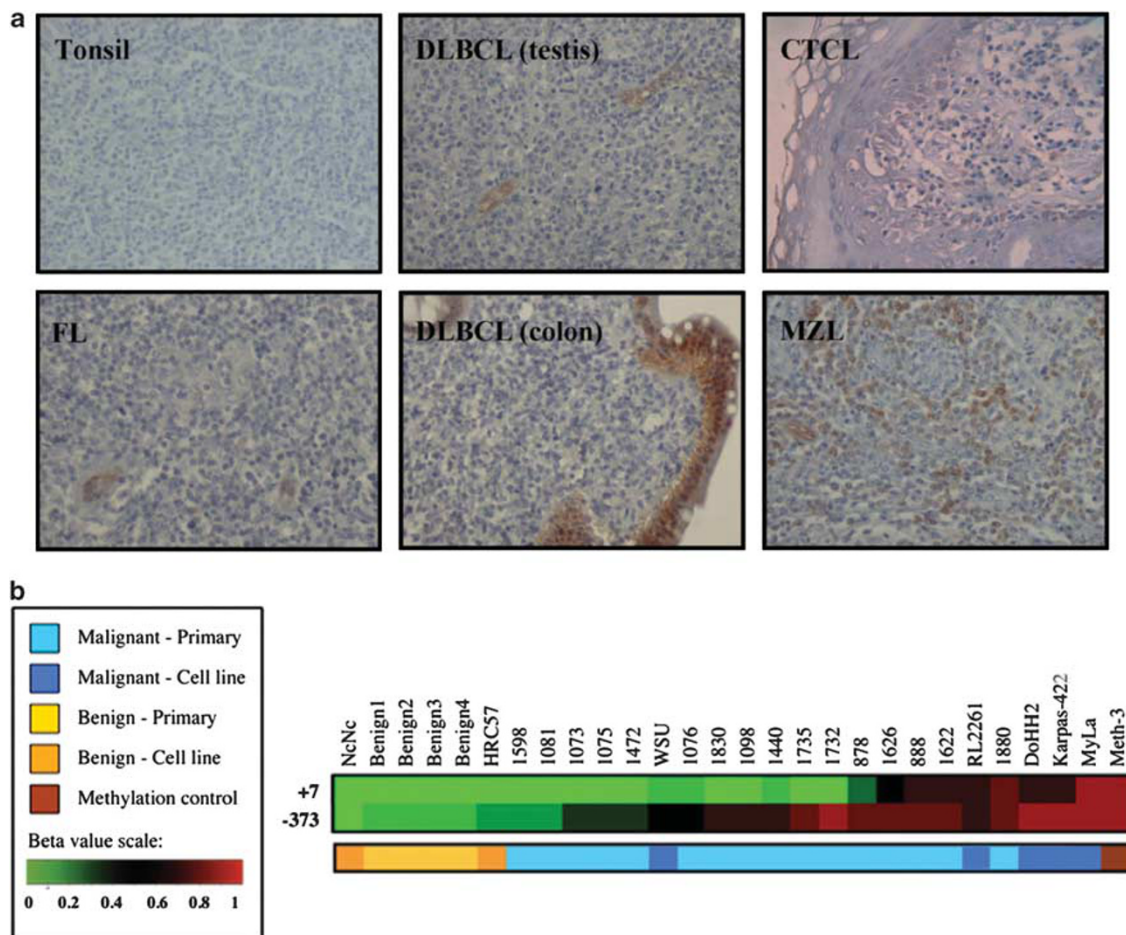 a
Tonsil
DLBCL (testis)
CTCL
FL
DLBCL (colon)
MZL
b
Malignant - Primary
Malignant - Cell line
Benign - Primary
Benign - Cell line
Methylation control
Beta value scale:
0 0.2 0.4 0.6 0.8 1
NcNc
Benign1
Benign2
Benign3
Benign4
HRC57
1598
1081
1073
1075
1472
WSU
1076
1830
1098
1440
1735
1732
878
1626
888
1622
RL2261
1880
DoHH2
Karpas-422
MyLa
Meth-3
+7
-373